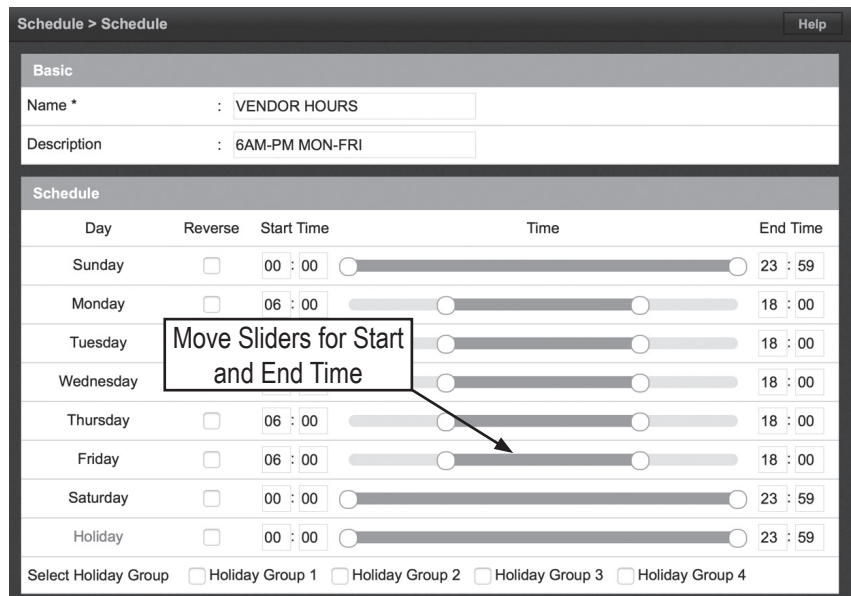 Schedule > Schedule Help
Basic
Name * : VENDOR HOURS
Description : 6AM-PM MON-FRI
Schedule
Day Reverse Start Time Time End Time
Sunday 00 : 00 23 : 59
Monday 06 : 00 18 : 00
Tuesday 18 : 00
Wednesday 18 : 00
Move Sliders for Start
and End Time
Thursday 06 : 00 18 : 00
Friday 06 : 00 18 : 00
Saturday 00 : 00 23 : 59
Holiday 00 : 00 23 : 59
Select Holiday Group Holiday Group 1 Holiday Group 2 Holiday Group 3 Holiday Group 4